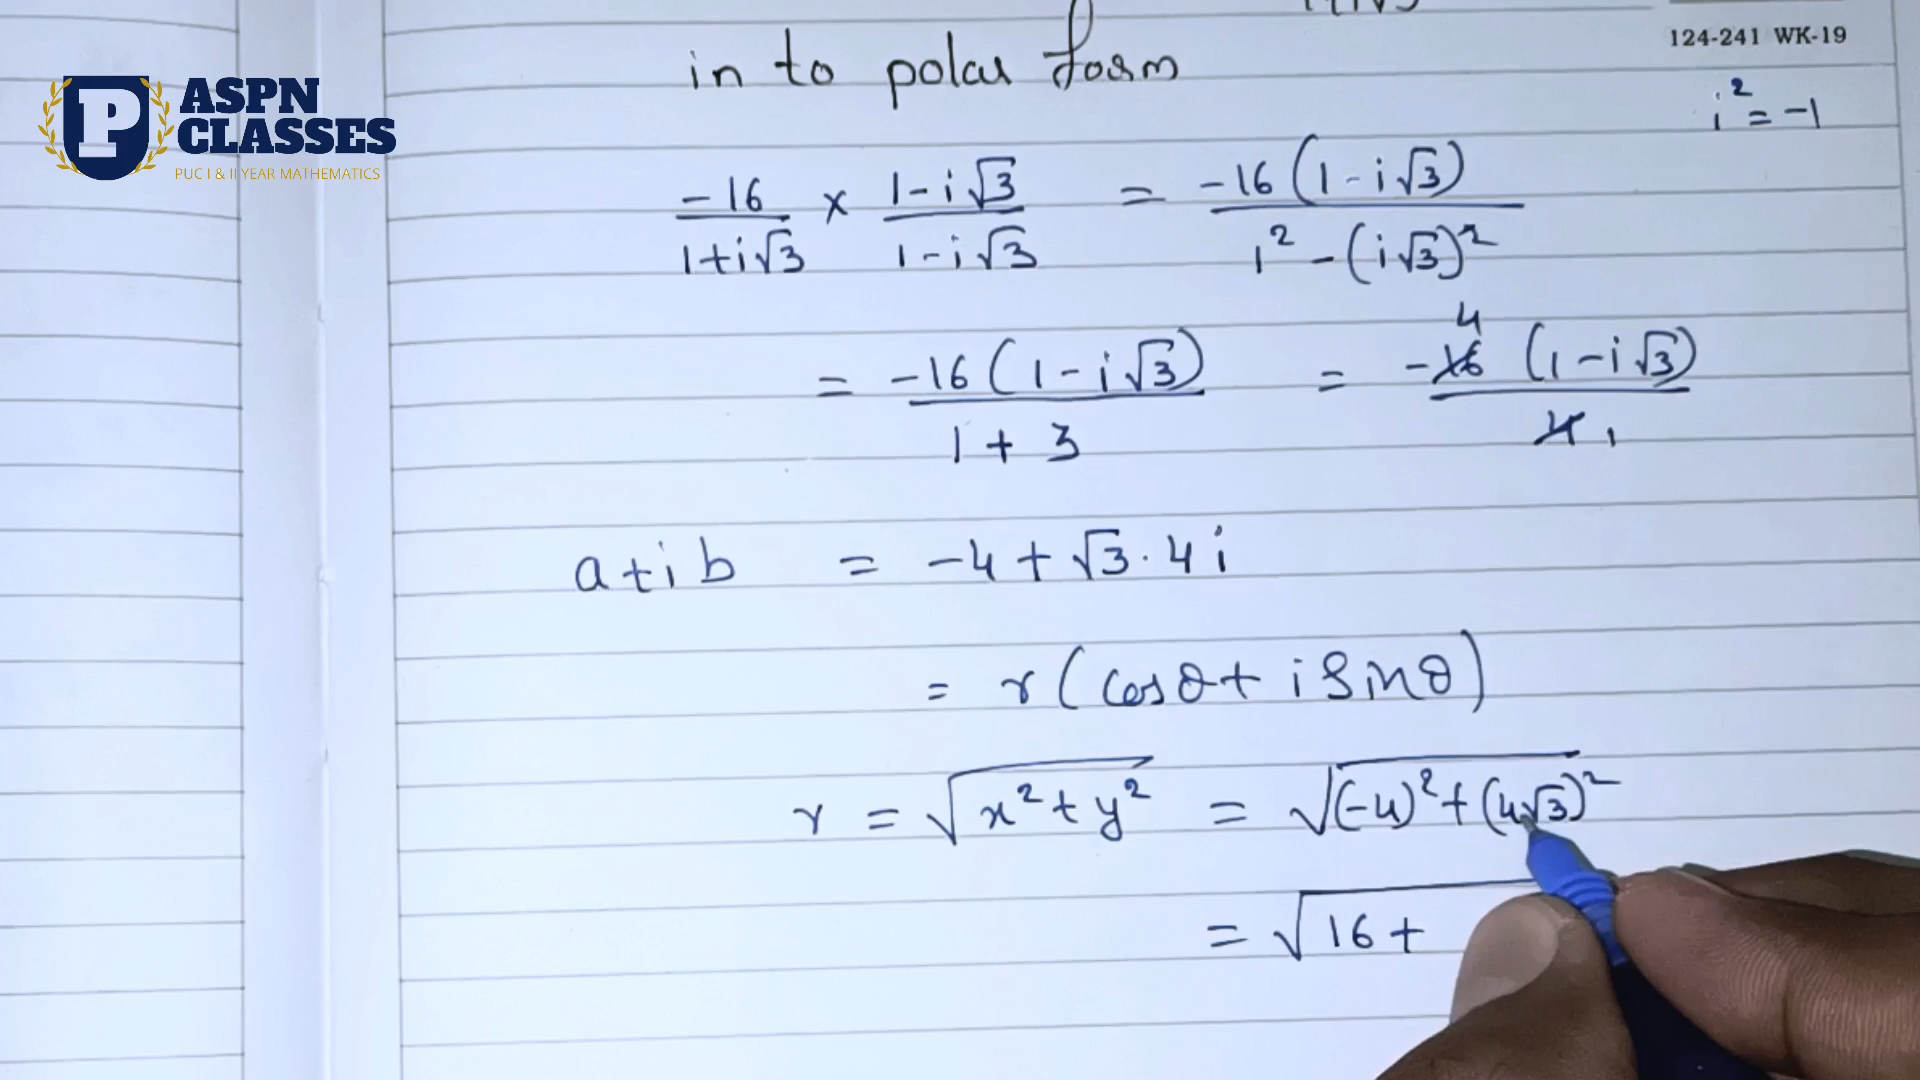 124-241 WK-19
in to polar form
i² = -1
P ASPN CLASSES
PUC I & II YEAR MATHEMATICS
-16/(1+i√3) × (1-i√3)/(1-i√3) = -16(1-i√3)/(1² - (i√3)²)
= -16(1-i√3)/(1+3) = -16 4 (1-i√3)/4 1
a+ib = -4+√3·4i
= r(cosθ+iSinθ)
r = √(x²+y²) = √((-4)²+(4√3)²)
= √16+